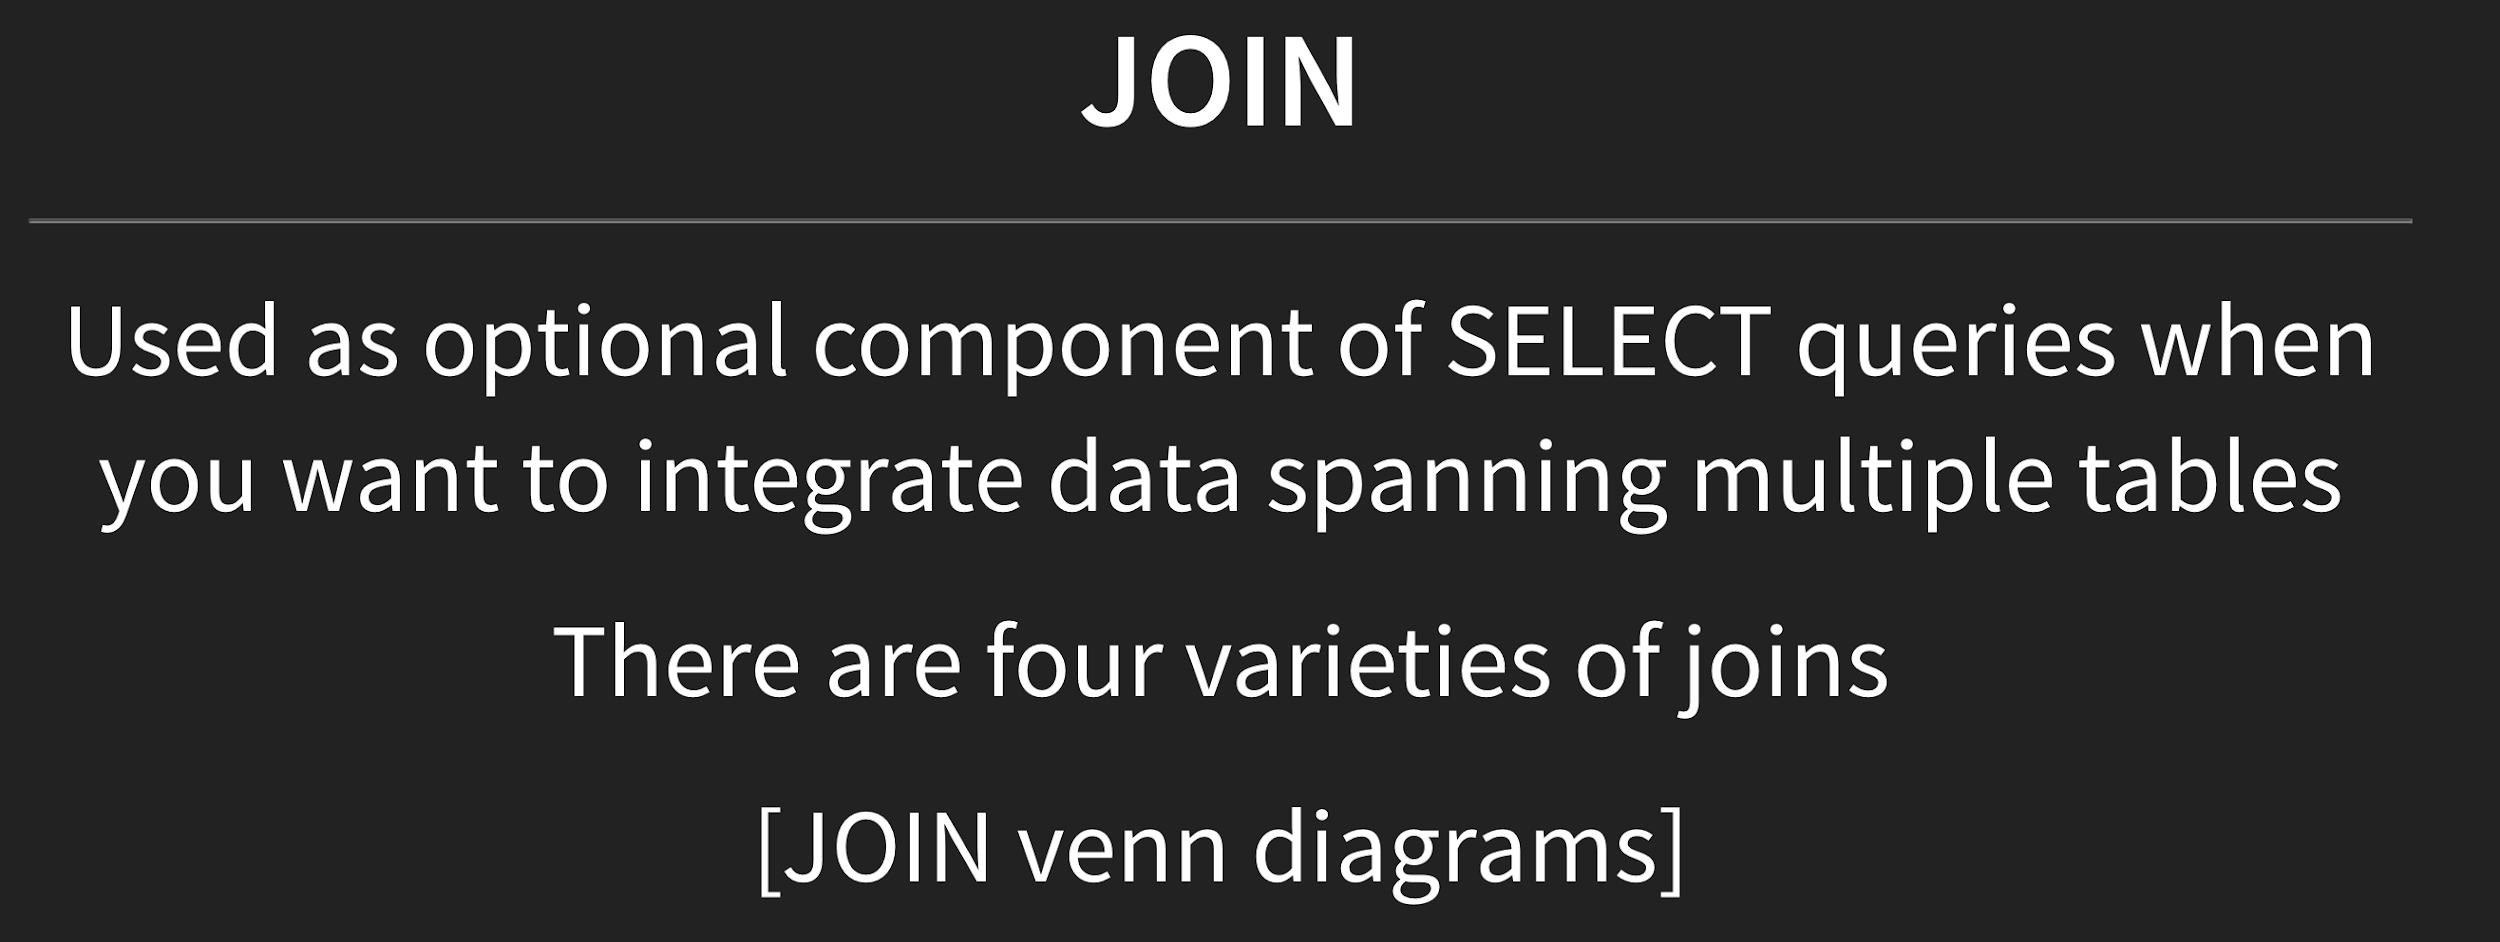 JOIN
Used as optional component of SELECT queries when
you want to integrate data spanning multiple tables
There are four varieties of joins
[JOIN venn diagrams]